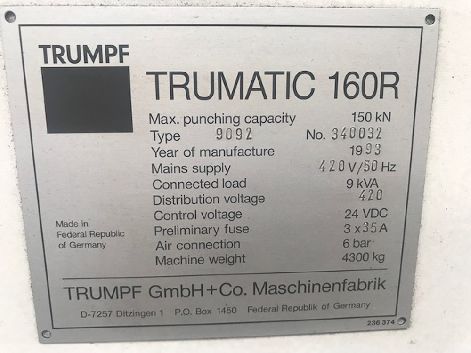 TRUMPF
TRUMATIC 160R
Max. punching capacity 150 kN
Type 9092 No. 340032
Year of manufacture 1993
Mains supply 420 V/50 Hz
Connected load 9 kVA
Distribution voltage 420
Control voltage 24 VDC
Preliminary fuse 3 x 35 A
Air connection 6 bar
Machine weight 4300 kg
Made in
Federal Republic
of Germany
TRUMPF GmbH+Co. Maschinenfabrik
D-7257 Ditzingen 1 P.O. Box 1450 Federal Republic of Germany
236 374